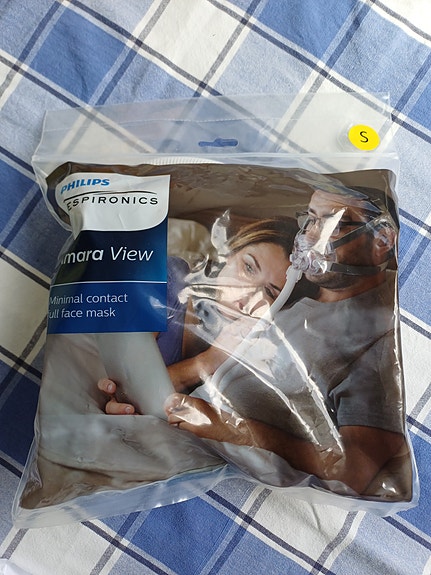 S
PHILIPS
ESPIRONICS
mara View
Minimal contact
ull face mask